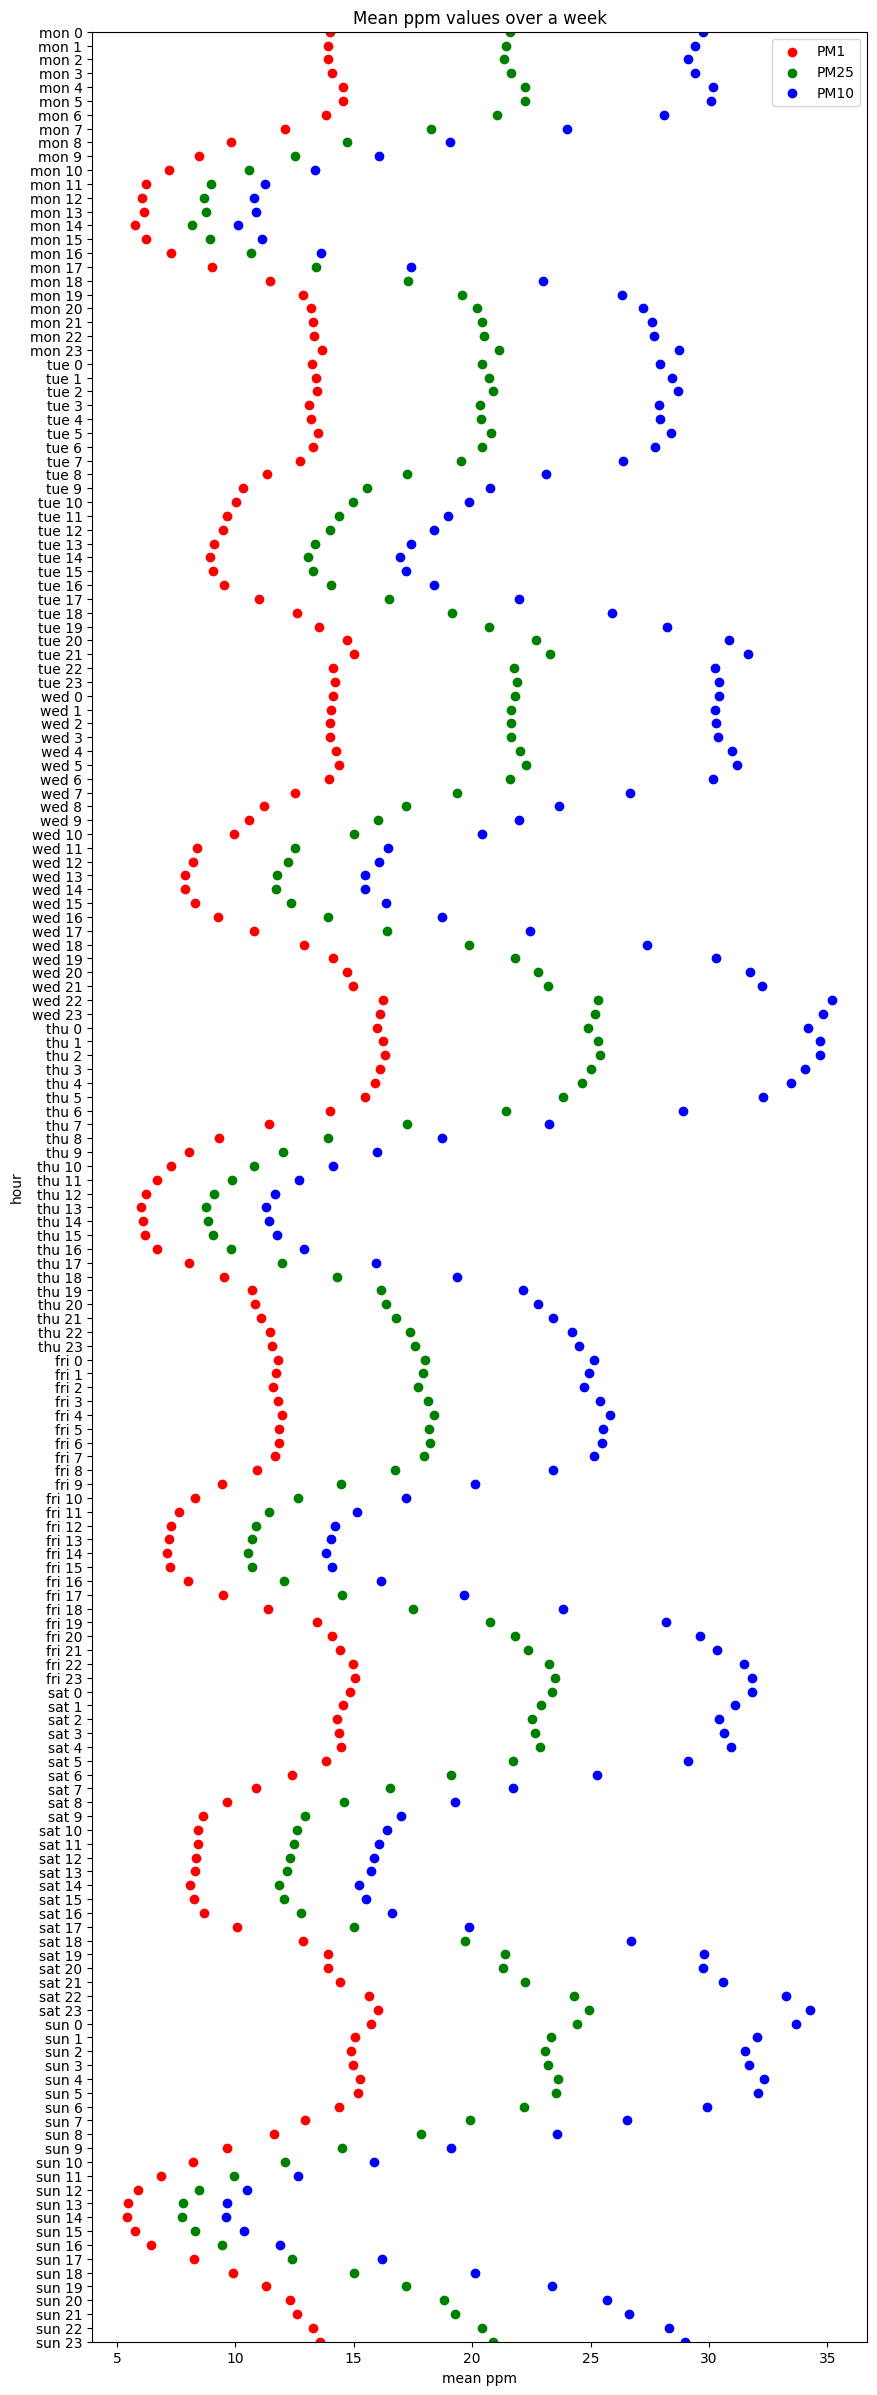 Mean ppm values over a week
PM1
PM25
PM10
mon 0
mon 1
mon 2
mon 3
mon 4
mon 5
mon 6
mon 7
mon 8
mon 9
mon 10
mon 11
mon 12
mon 13
mon 14
mon 15
mon 16
mon 17
mon 18
mon 19
mon 20
mon 21
mon 22
mon 23
tue 0
tue 1
tue 2
tue 3
tue 4
tue 5
tue 6
tue 7
tue 8
tue 9
tue 10
tue 11
tue 12
tue 13
tue 14
tue 15
tue 16
tue 17
tue 18
tue 19
tue 20
tue 21
tue 22
tue 23
wed 0
wed 1
wed 2
wed 3
wed 4
wed 5
wed 6
wed 7
wed 8
wed 9
wed 10
wed 11
wed 12
wed 13
wed 14
wed 15
wed 16
wed 17
wed 18
wed 19
wed 20
wed 21
wed 22
wed 23
thu 0
thu 1
thu 2
thu 3
thu 4
thu 5
thu 6
thu 7
thu 8
thu 9
thu 10
thu 11
thu 12
thu 13
thu 14
thu 15
thu 16
thu 17
thu 18
thu 19
thu 20
thu 21
thu 22
thu 23
fri 0
fri 1
fri 2
fri 3
fri 4
fri 5
fri 6
fri 7
fri 8
fri 9
fri 10
fri 11
fri 12
fri 13
fri 14
fri 15
fri 16
fri 17
fri 18
fri 19
fri 20
fri 21
fri 22
fri 23
sat 0
sat 1
sat 2
sat 3
sat 4
sat 5
sat 6
sat 7
sat 8
sat 9
sat 10
sat 11
sat 12
sat 13
sat 14
sat 15
sat 16
sat 17
sat 18
sat 19
sat 20
sat 21
sat 22
sat 23
sun 0
sun 1
sun 2
sun 3
sun 4
sun 5
sun 6
sun 7
sun 8
sun 9
sun 10
sun 11
sun 12
sun 13
sun 14
sun 15
sun 16
sun 17
sun 18
sun 19
sun 20
sun 21
sun 22
sun 23
hour
5 10 15 20 25 30 35
mean ppm